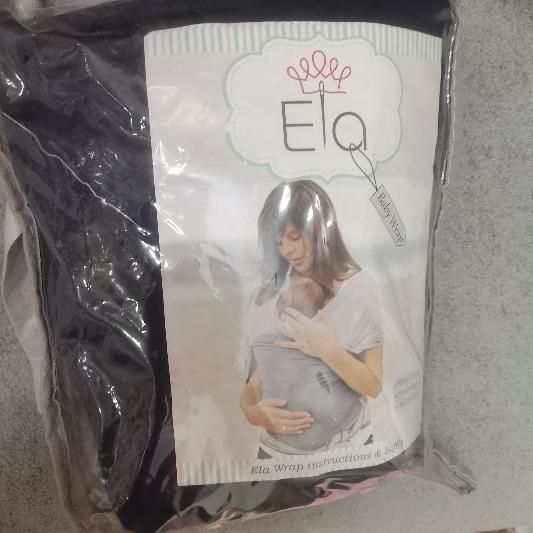 Ela
Baby Wrap
Ela Wrap instructions &